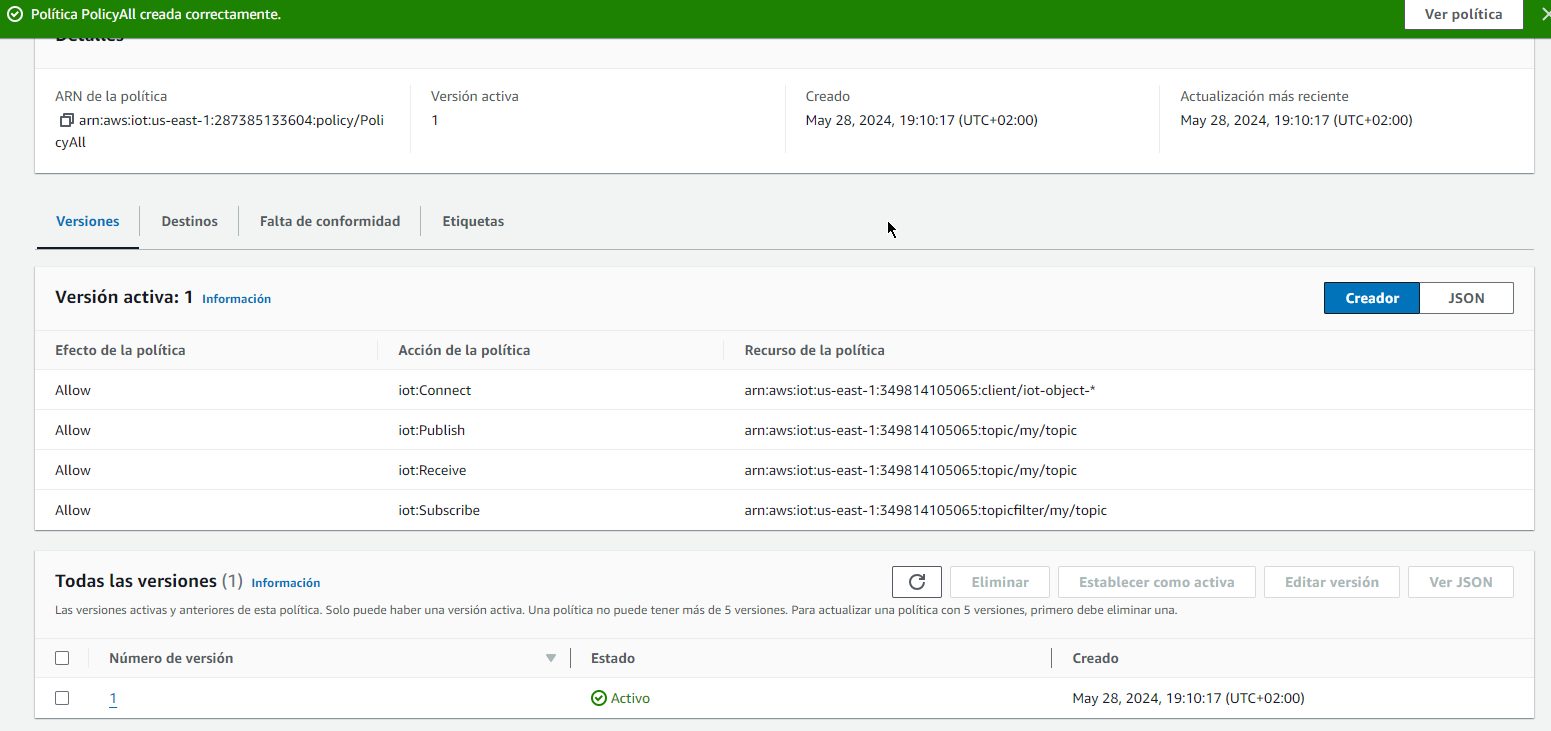 Política PolicyAll creada correctamente.
Ver política
Detalles
ARN de la política
Versión activa
Creado
Actualización más reciente
arn:aws:iot:us-east-1:287385133604:policy/Poli
cyAll
1
May 28, 2024, 19:10:17 (UTC+02:00)
May 28, 2024, 19:10:17 (UTC+02:00)
Versiones
Destinos
Falta de conformidad
Etiquetas
Versión activa: 1 Información
Creador
JSON
Efecto de la política
Acción de la política
Recurso de la política
Allow
iot:Connect
arn:aws:iot:us-east-1:349814105065:client/iot-object-*
Allow
iot:Publish
arn:aws:iot:us-east-1:349814105065:topic/my/topic
Allow
iot:Receive
arn:aws:iot:us-east-1:349814105065:topic/my/topic
Allow
iot:Subscribe
arn:aws:iot:us-east-1:349814105065:topicfilter/my/topic
Todas las versiones (1) Información
Eliminar
Establecer como activa
Editar versión
Ver JSON
Las versiones activas y anteriores de esta política. Solo puede haber una versión activa. Una política no puede tener más de 5 versiones. Para actualizar una política con 5 versiones, primero debe eliminar una.
Número de versión
Estado
Creado
1
Activo
May 28, 2024, 19:10:17 (UTC+02:00)